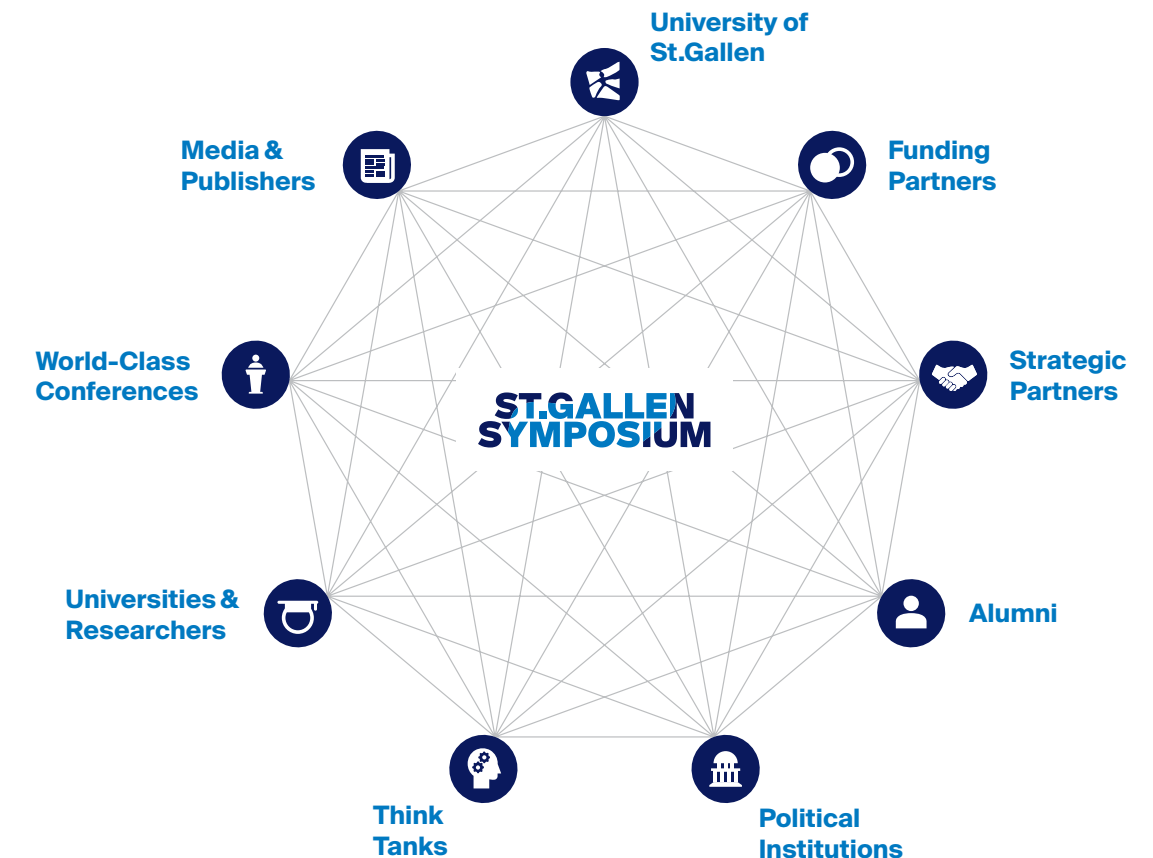 University of
St.Gallen
Media &
Publishers
Funding
Partners
World-Class
Conferences
ST.GALLEN
SYMPOSIUM
Strategic
Partners
Universities &
Researchers
Alumni
Think
Tanks
Political
Institutions